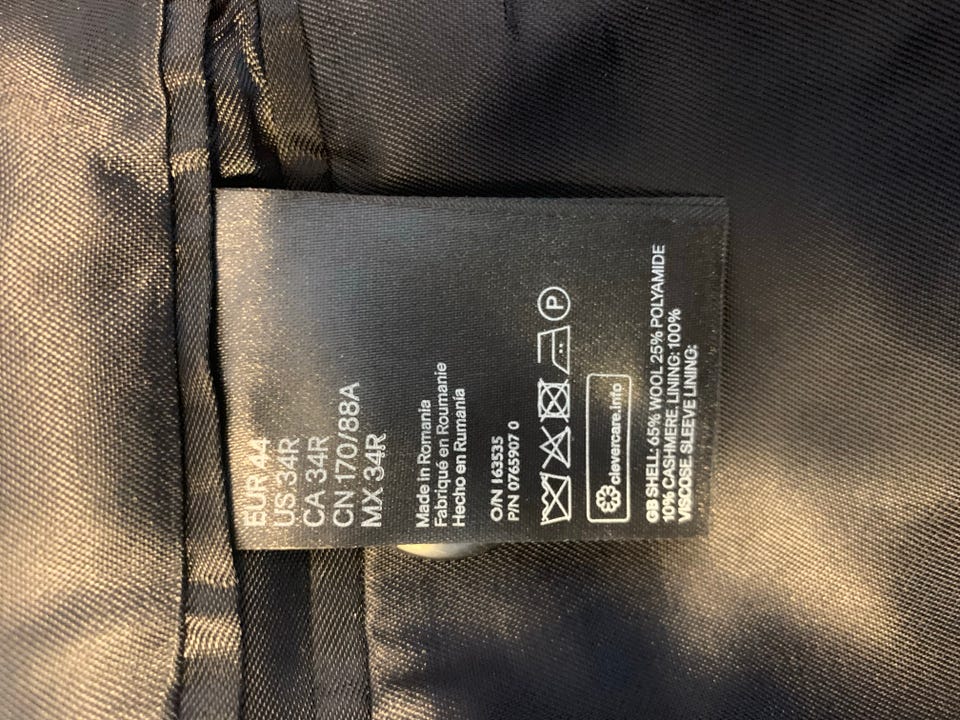 EUR 44
US 34R
CA 34R
CN 170/88A
MX 34R
Made in Romania
Fabriqué en Roumanie
Hecho en Rumanía
O/N 163535
P/N 0765907 0
P
clevercare.info
GB SHELL: 65% WOOL 25% POLYAMIDE
10% CASHMERE. LINING: 100%
VISCOSE. SLEEVE LINING: